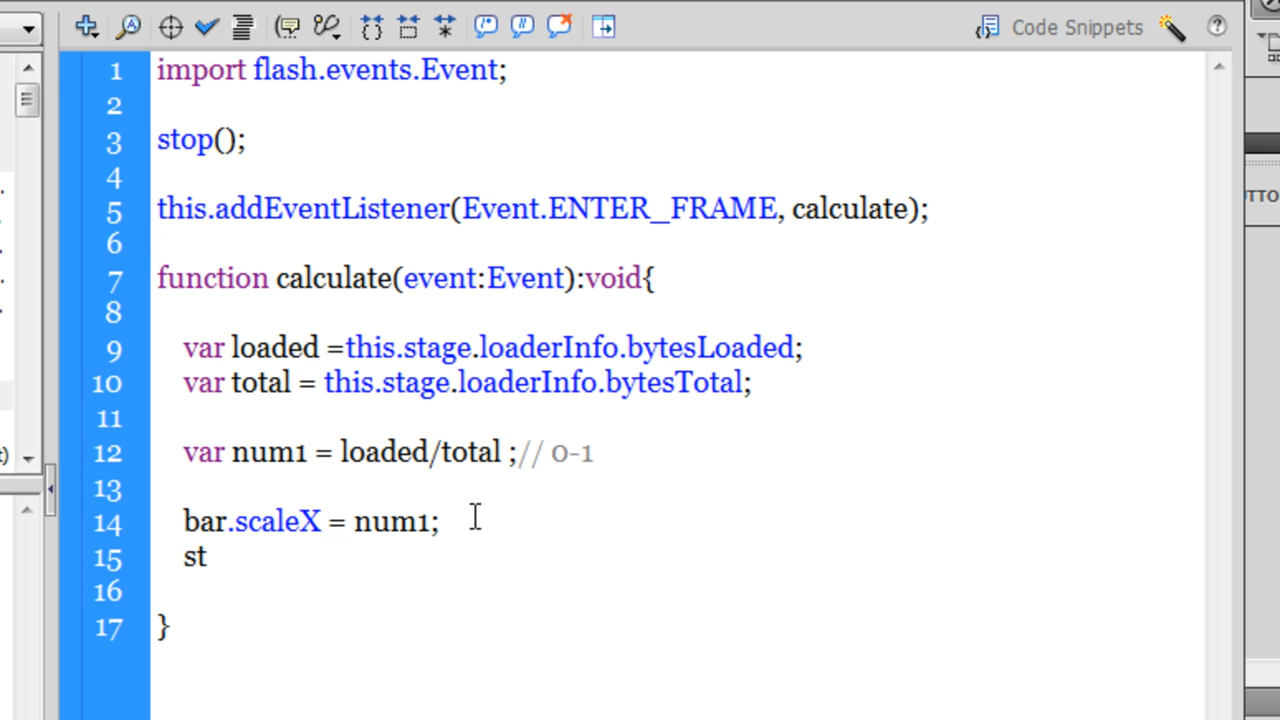 Code Snippets
1 import flash.events.Event;
2
3 stop();
4
5 this.addEventListener(Event.ENTER_FRAME, calculate);
6
7 function calculate(event:Event):void{
8
9 var loaded =this.stage.loaderInfo.bytesLoaded;
10 var total = this.stage.loaderInfo.bytesTotal;
11
12 var num1 = loaded/total ;// 0-1
13
14 bar.scaleX = num1;
15 st
16
17 }